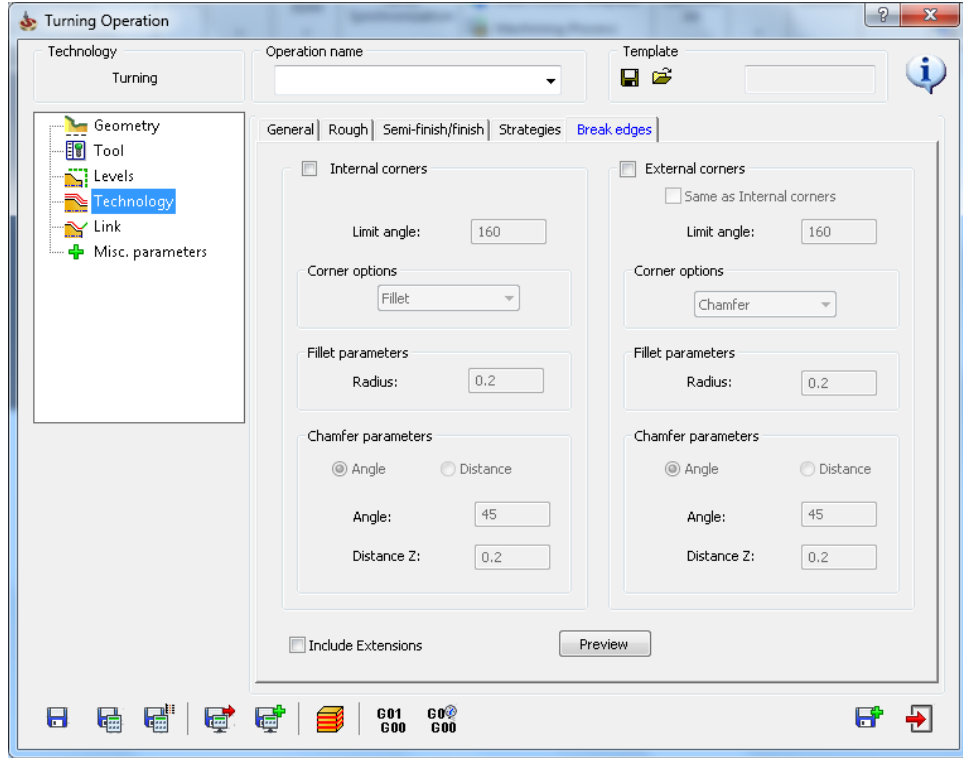 Turning Operation
Technology
Turning
Operation name
Template
Geometry
Tool
Levels
Technology
Link
Misc. parameters
General Rough Semi-finish/finish Strategies Break edges
Internal corners
Limit angle: 160
Corner options
Fillet
Fillet parameters
Radius: 0.2
Chamfer parameters
Angle Distance
Angle: 45
Distance Z: 0.2
External corners
Same as Internal corners
Limit angle: 160
Corner options
Chamfer
Fillet parameters
Radius: 0.2
Chamfer parameters
Angle Distance
Angle: 45
Distance Z: 0.2
Include Extensions
Preview
G01
G00
G0
G00